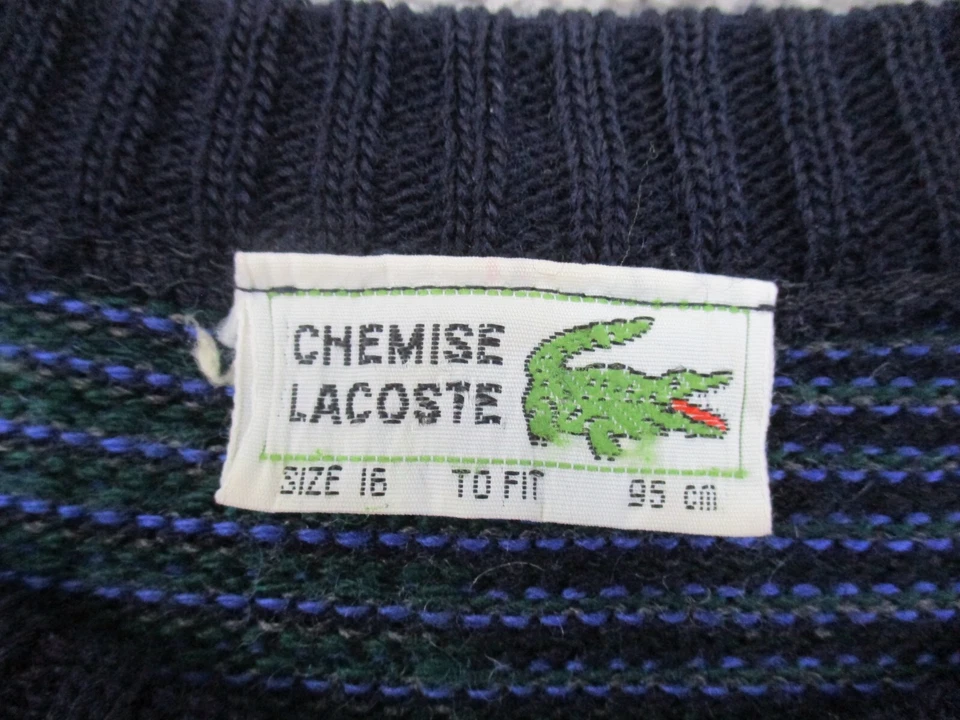 CHEMISE
LACOSTE
SIZE 16 TO FIT 95 cm